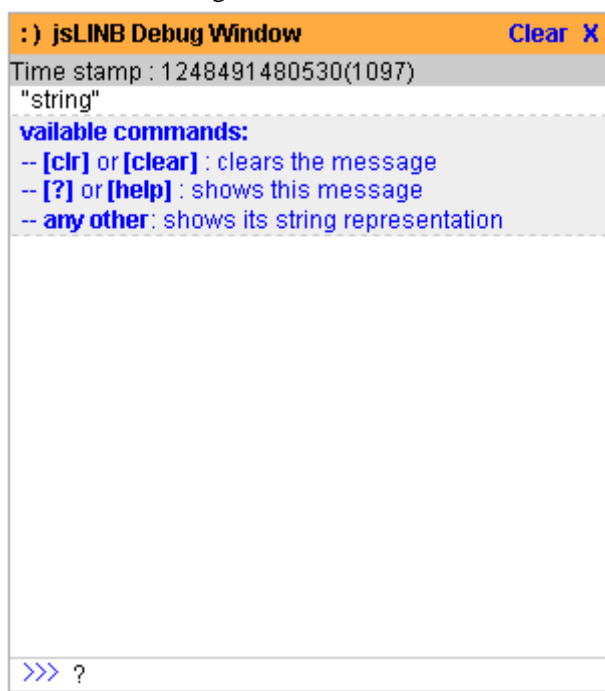 :) jsLINB Debug Window Clear X
Time stamp : 1248491480530(1097)
"string"
vailable commands:
-- [clr] or [clear] : clears the message
-- [?] or [help] : shows this message
-- any other: shows its string representation
>>> ?